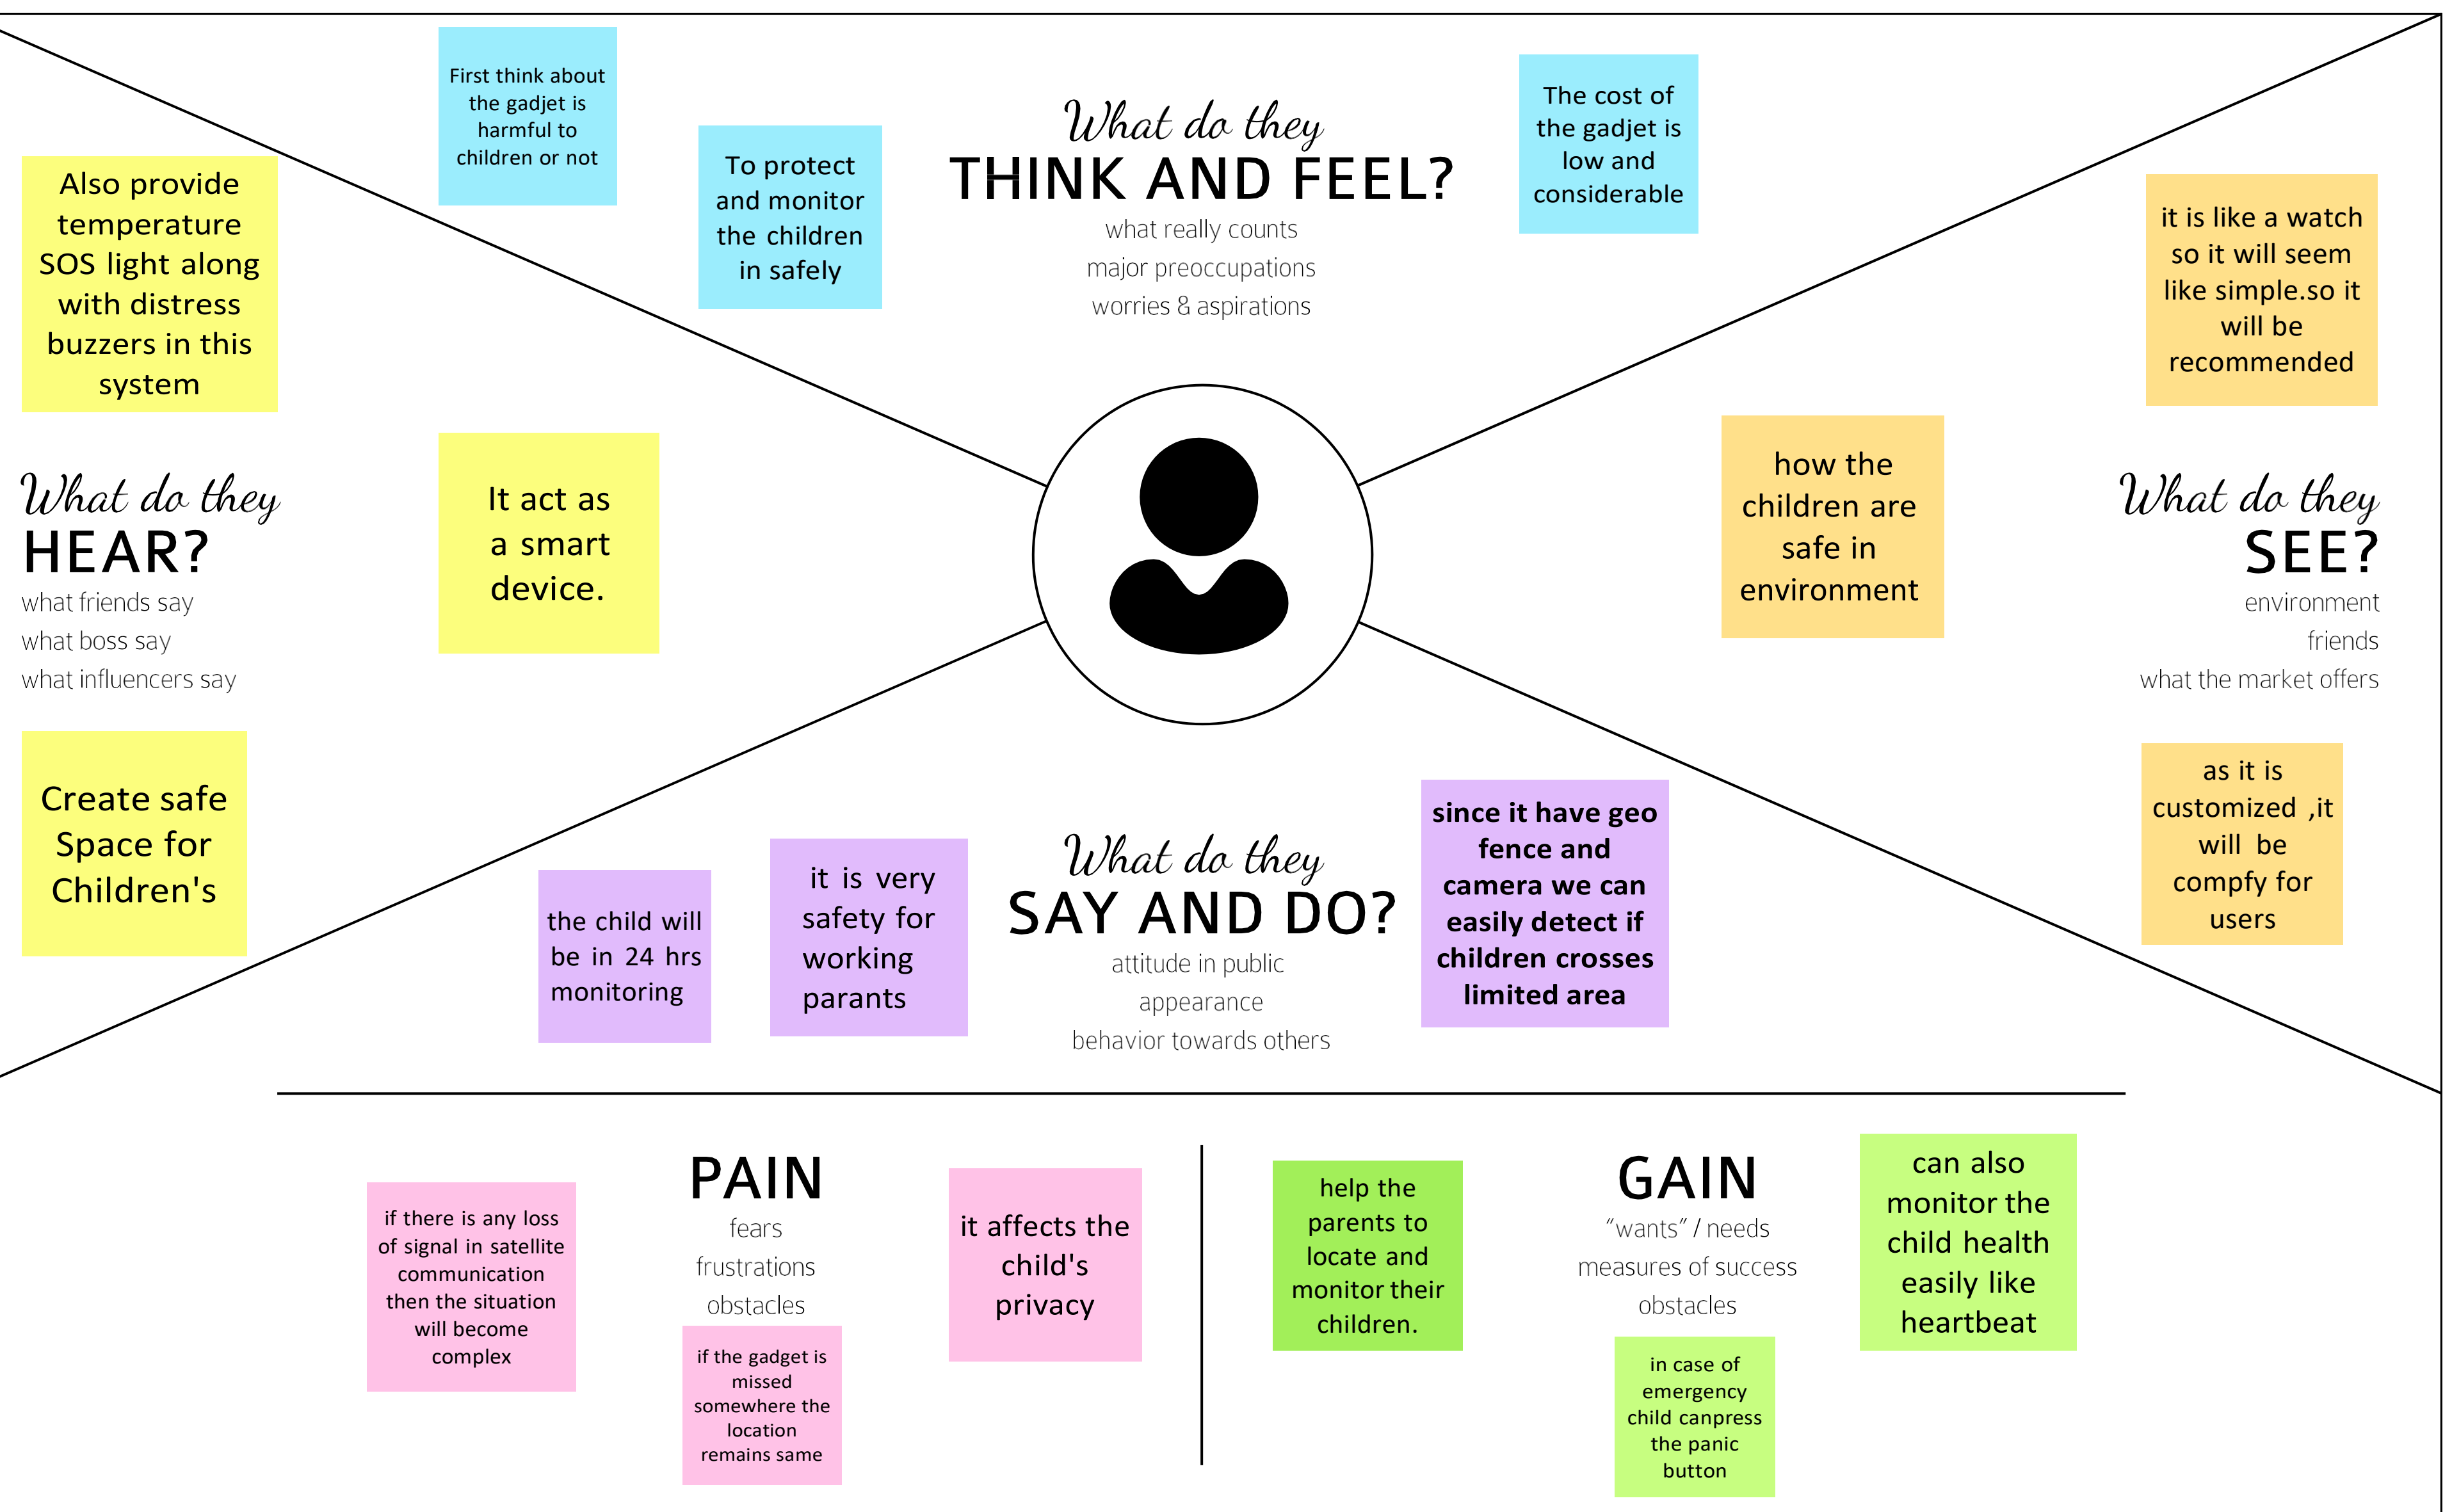 First think about
the gadjet is
harmful to
children or not
To protect
and monitor
the children
in safely
What do they
THINK AND FEEL?
what really counts
major preoccupations
worries & aspirations
The cost of
the gadjet is
low and
considerable
Also provide
temperature
SOS light along
with distress
buzzers in this
system
What do they
HEAR?
what friends say
what boss say
what influencers say
It act as
a smart
device.
Create safe
Space for
Children's
it is like a watch
so it will seem
like simple.so it
will be
recommended
how the
children are
safe in
environment
What do they
SEE?
environment
friends
what the market offers
as it is
customized ,it
will be
compfy for
users
the child will
be in 24 hrs
monitoring
it is very
safety for
working
parants
What do they
SAY AND DO?
attitude in public
appearance
behavior towards others
since it have geo
fence and
camera we can
easily detect if
children crosses
limited area
if there is any loss
of signal in satellite
communication
then the situation
will become
complex
PAIN
fears
frustrations
obstacles
if the gadget is
missed
somewhere the
location
remains same
it affects the
child's
privacy
help the
parents to
locate and
monitor their
children.
GAIN
“wants” / needs
measures of success
obstacles
in case of
emergency
child canpress
the panic
button
can also
monitor the
child health
easily like
heartbeat